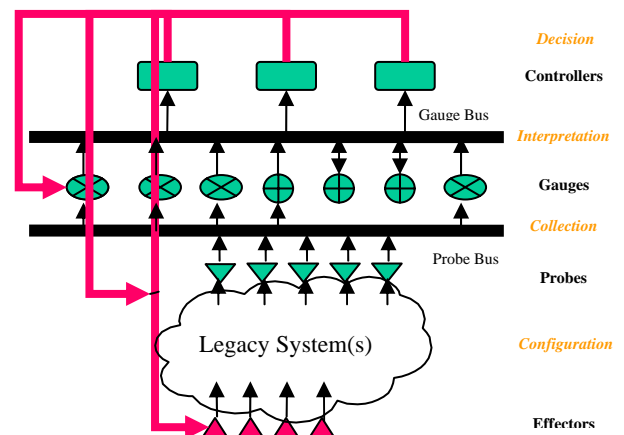 Decision
Controllers
Gauge Bus
Interpretation
Gauges
Collection
Probe Bus
Probes
Legacy System(s)
Configuration
Effectors